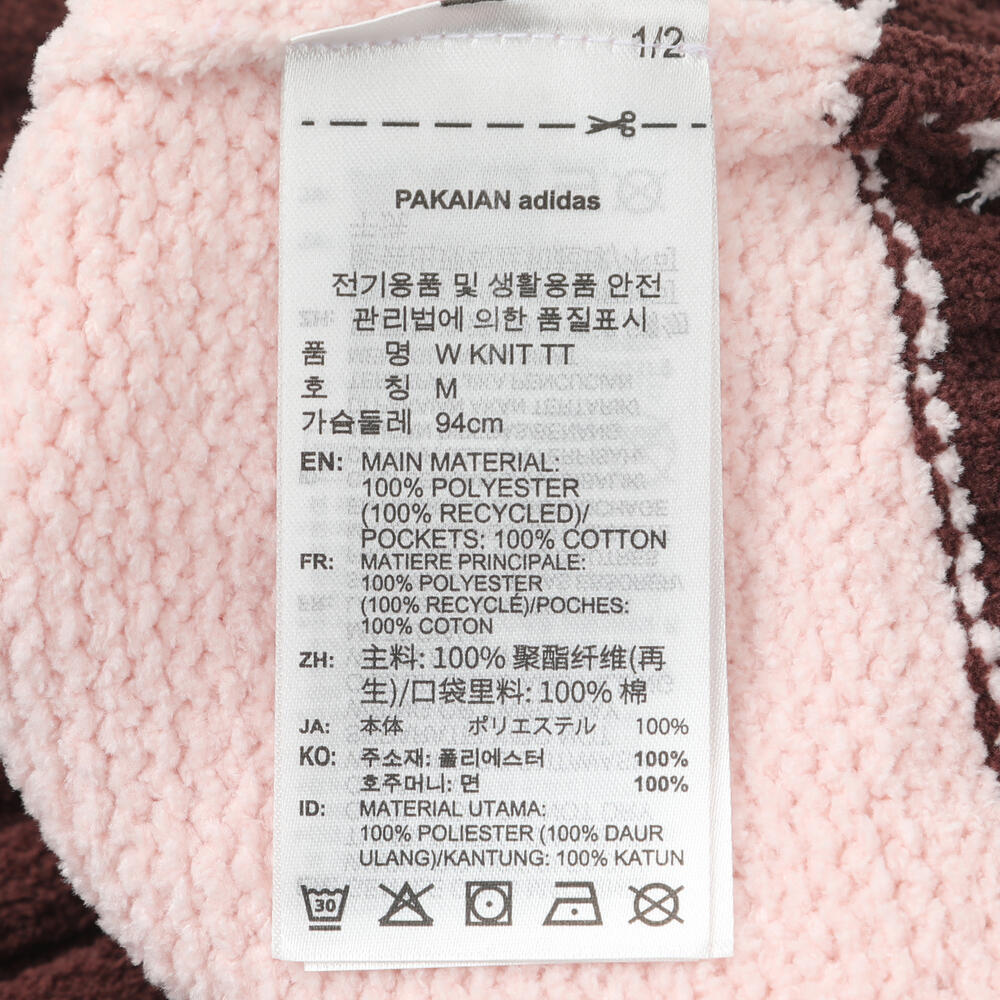 1/2
PAKAIAN adidas
전기용품 및 생활용품 안전
관리법에 의한 품질표시
품 명 W KNIT TT
호 칭 M
가슴둘레 94cm
EN: MAIN MATERIAL:
100% POLYESTER
(100% RECYCLED)/
POCKETS: 100% COTTON
FR: MATIERE PRINCIPALE:
100% POLYESTER
(100% RECYCLÉ)/POCHES:
100% COTON
ZH: 主料: 100% 聚酯纤维(再
生)/口袋里料: 100% 棉
JA: 本体 ポリエステル 100%
KO: 주소재: 폴리에스터 100%
호주머니: 면 100%
ID: MATERIAL UTAMA:
100% POLIESTER (100% DAUR
ULANG)/KANTUNG: 100% KATUN
30